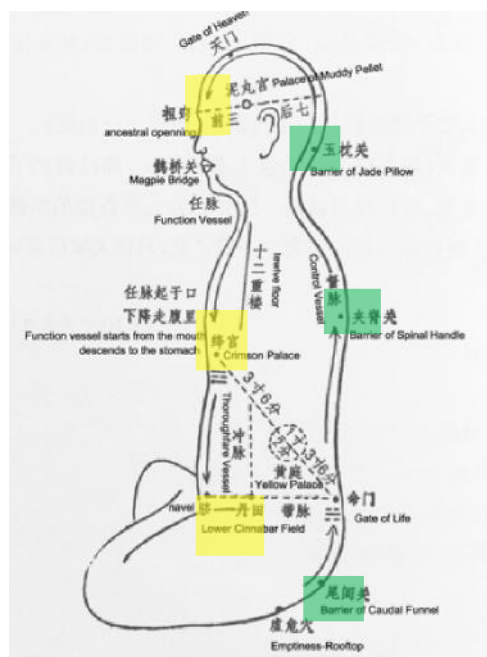 Gate of Heaven
天门
泥丸宫 Palace of Muddy Pellet
祖窍
前三
后七
ancestral openning
玉枕关
Barrier of Jade Pillow
鹊桥关
Magpie Bridge
任脉
Function Vessel
十二重楼
twelve floor
督脉
Control Vessel
任脉起于口
下降走腹里
Function vessel starts from the mouth
descends to the stomach
绛宫
Crimson Palace
夹脊关
Barrier of Spinal Handle
3寸6分
冲脉
Thoroughfare Vessel
黄庭
Yellow Palace
命门
Gate of Life
navel
脐
丹田
带脉
Lower Cinnabar Field
尾闾关
Barrier of Caudal Funnel
虚危穴
Emptiness-Rooftop